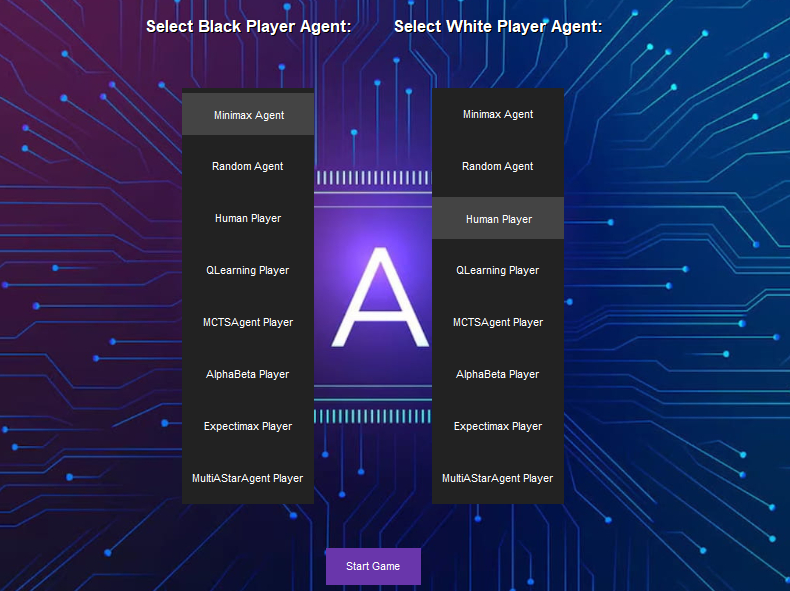 Select Black Player Agent:
Select White Player Agent:
Minimax Agent
Random Agent
Human Player
QLearning Player
MCTSAgent Player
AlphaBeta Player
Expectimax Player
MultiAStarAgent Player
Minimax Agent
Random Agent
Human Player
QLearning Player
MCTSAgent Player
AlphaBeta Player
Expectimax Player
MultiAStarAgent Player
A
Start Game